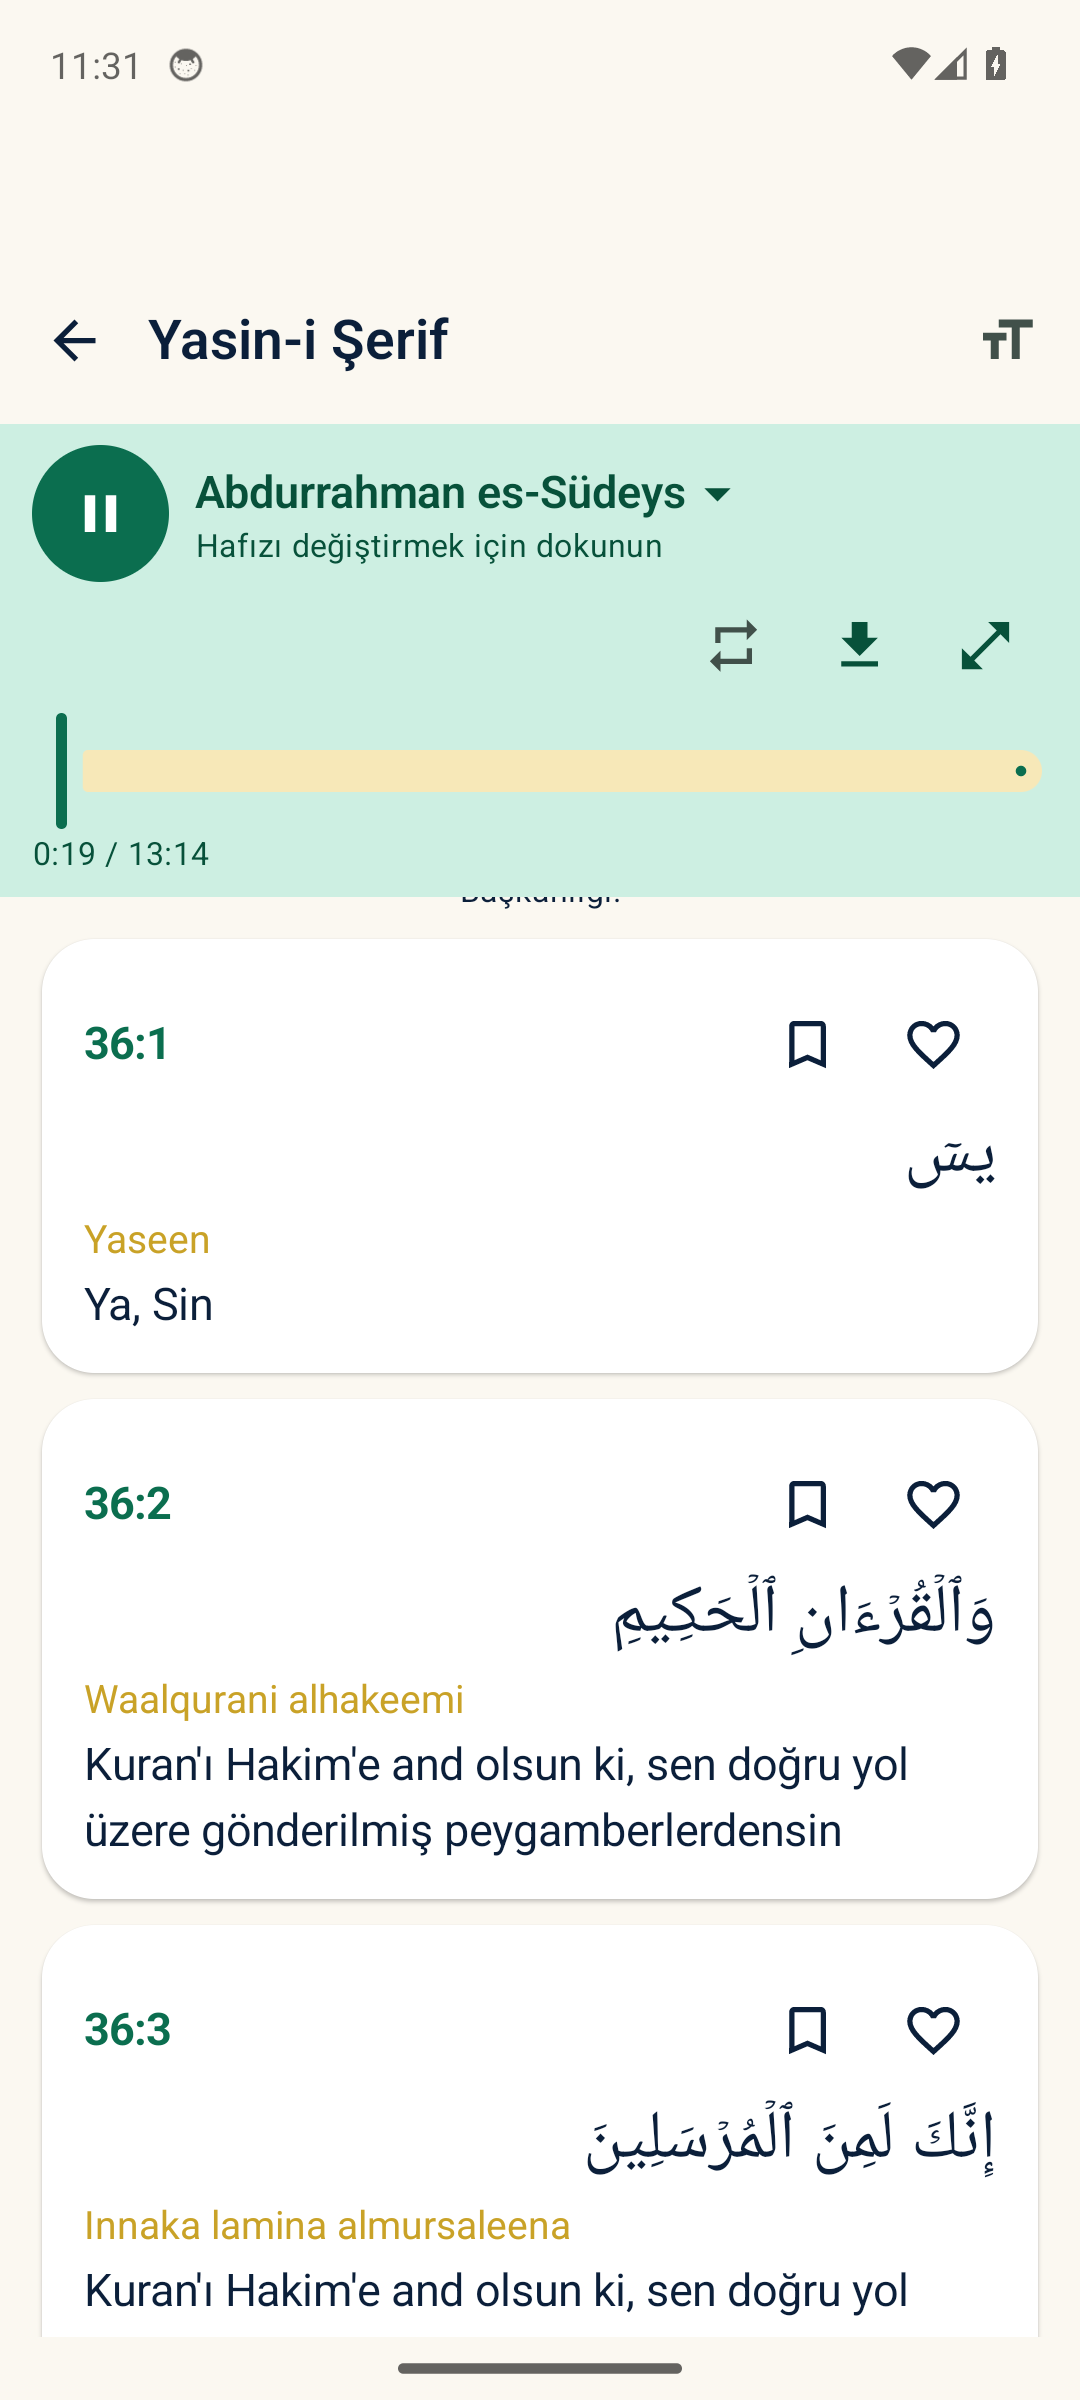 11:31
Yasin-i Şerif
Abdurrahman es-Südeys
Hafızı değiştirmek için dokunun
0:19 / 13:14
36:1
يسٓ
Yaseen
Ya, Sin
36:2
وَٱلۡقُرۡءَانِ ٱلۡحَكِيمِ
Waalqurani alhakeemi
Kuran'ı Hakim'e and olsun ki, sen doğru yol
üzere gönderilmiş peygamberlerdensin
36:3
إِنَّكَ لَمِنَ ٱلۡمُرۡسَلِينَ
Innaka lamina almursaleena
Kuran'ı Hakim'e and olsun ki, sen doğru yol